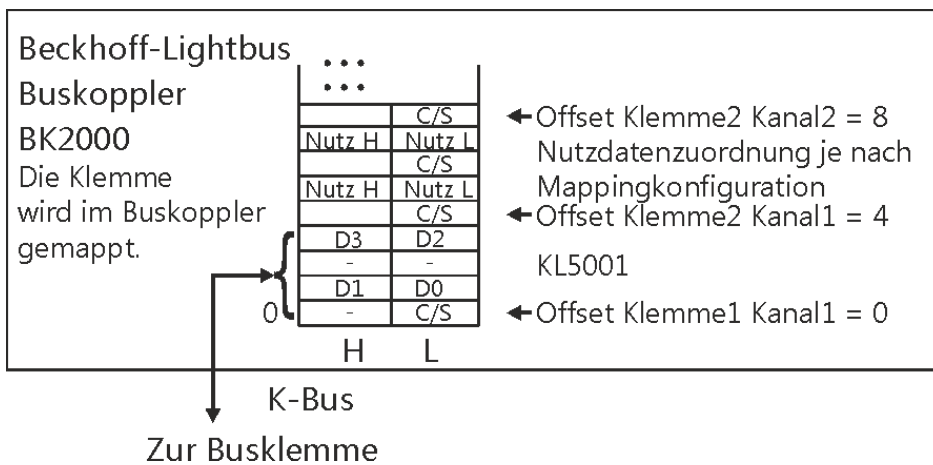 Beckhoff-Lightbus
Buskoppler
BK2000
Die Klemme
wird im Buskoppler
gemappt.
•••
•••
C/S
Nutz H Nutz L
C/S
Nutz H Nutz L
C/S
D3 D2
- -
D1 D0
0 - C/S
H L
Offset Klemme2 Kanal2 = 8
Nutzdatenzuordnung je nach
Mappingkonfiguration
Offset Klemme2 Kanal1 = 4
KL5001
Offset Klemme1 Kanal1 = 0
K-Bus
Zur Busklemme